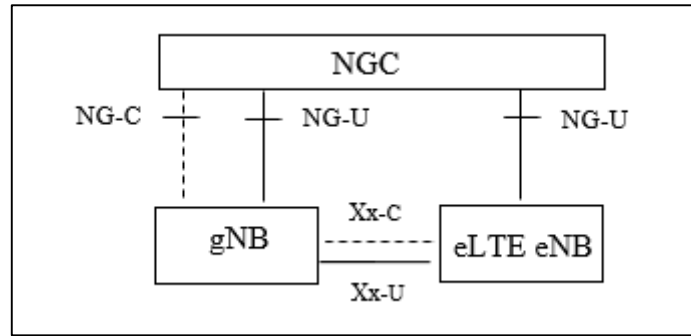 NGC
NG-C
NG-U
NG-U
Xx-C
gNB
eLTE eNB
Xx-U